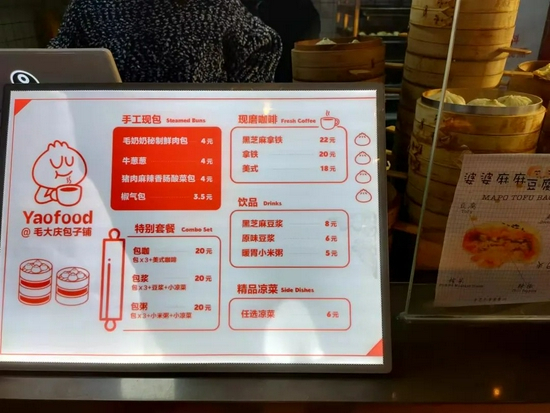 手工现包 Steamed Buns
毛奶奶秘制鲜肉包 4元
牛葱葱 4元
猪肉麻辣香肠酸菜包 4元
椒气包 3.5元
Yaofood
@ 毛大庆包子铺
特别套餐 Combo Set
包咖 20元
包x3+美式咖啡
包浆 20元
包x3+豆浆+小凉菜
包粥 20元
包x3+小米粥+小凉菜
现磨咖啡 Fresh Coffee
黑芝麻拿铁 22元
拿铁 20元
美式 18元
饮品 Drinks
黑芝麻豆浆 8元
原味豆浆 6元
暖胃小米粥 5元
精品凉菜 Side Dishes
任选凉菜 6元
婆婆麻麻豆腐
MAPO TOFU BAO
豆腐
Tofu